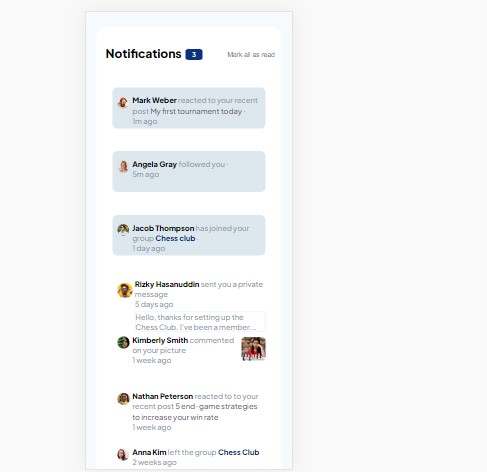 Notifications 3 Mark all as read
Mark Weber reacted to your recent
post My first tournament today ·
1m ago
Angela Gray followed you ·
5m ago
Jacob Thompson has joined your
group Chess club ·
1 day ago
Rizky Hasanuddin sent you a private
message
5 days ago
Hello, thanks for setting up the
Chess Club. I've been a member...
Kimberly Smith commented
on your picture
1 week ago
Nathan Peterson reacted to to your
recent post 5 end-game strategies
to increase your win rate
1 week ago
Anna Kim left the group Chess Club
2 weeks ago